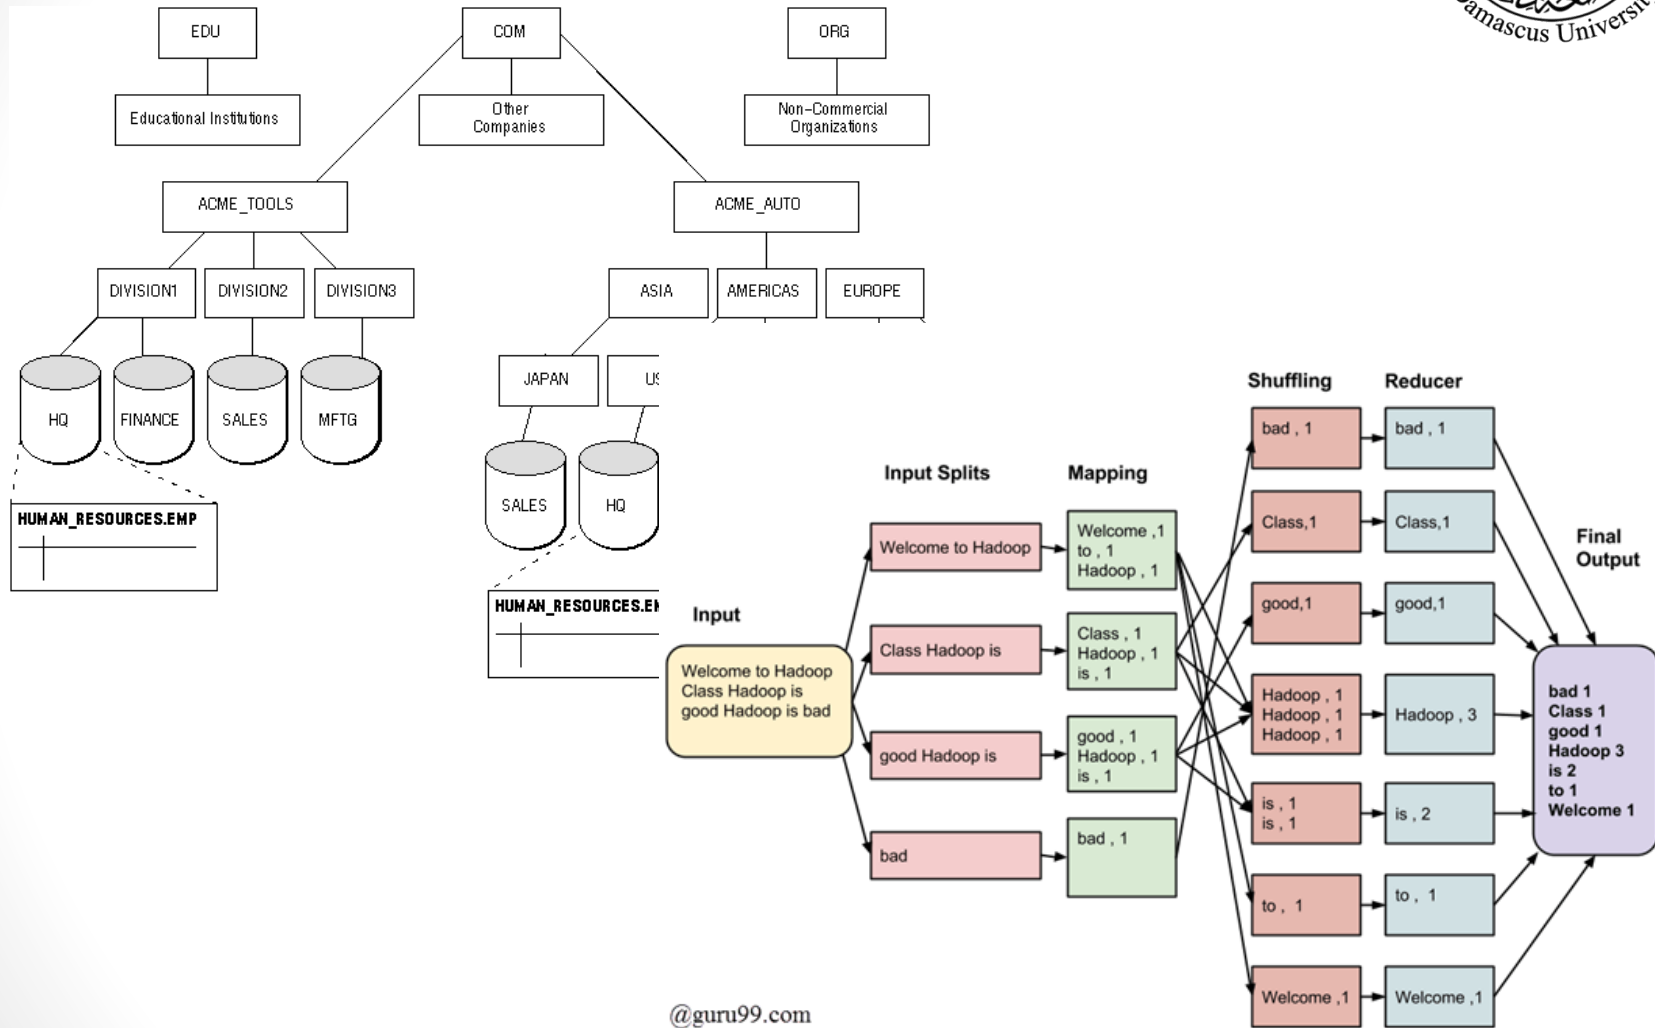 EDU
COM
ORG
Educational Institutions
Other
Companies
Non-Commercial
Organizations
ACME_TOOLS
ACME_AUTO
DIVISION1
DIVISION2
DIVISION3
ASIA
AMERICAS
EUROPE
JAPAN
US
HQ
FINANCE
SALES
MFTG
SALES
HQ
HUMAN_RESOURCES.EMP
HUMAN_RESOURCES.EM
Input
Welcome to Hadoop
Class Hadoop is
good Hadoop is bad
Input Splits
Welcome to Hadoop
Class Hadoop is
good Hadoop is
bad
Mapping
Welcome ,1
to , 1
Hadoop , 1
Class , 1
Hadoop , 1
is , 1
good , 1
Hadoop , 1
is , 1
bad , 1
Shuffling
bad , 1
Class,1
good,1
Hadoop , 1
Hadoop , 1
Hadoop , 1
is , 1
is , 1
to , 1
Welcome ,1
Reducer
bad , 1
Class,1
good,1
Hadoop , 3
is , 2
to , 1
Welcome ,1
Final
Output
bad 1
Class 1
good 1
Hadoop 3
is 2
to 1
Welcome 1
@guru99.com
Damascus University